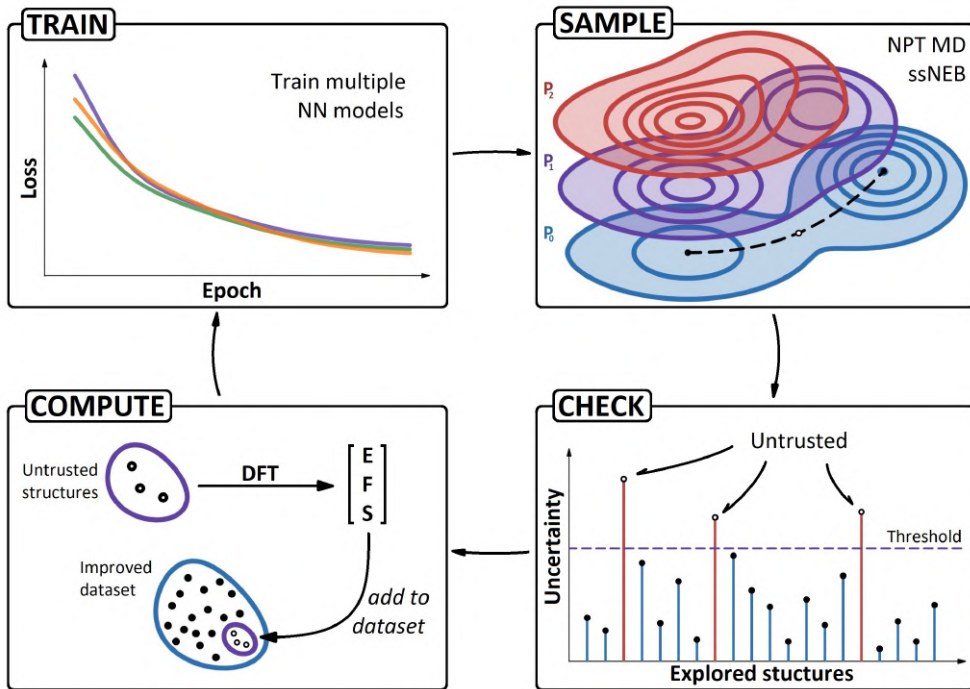 TRAIN
Train multiple
NN models
Loss
Epoch
SAMPLE
NPT MD
ssNEB
P2
P1
P0
COMPUTE
Untrusted
structures
DFT
E
F
S
Improved
dataset
add to
dataset
CHECK
Untrusted
Threshold
Uncertainty
Explored stuctures